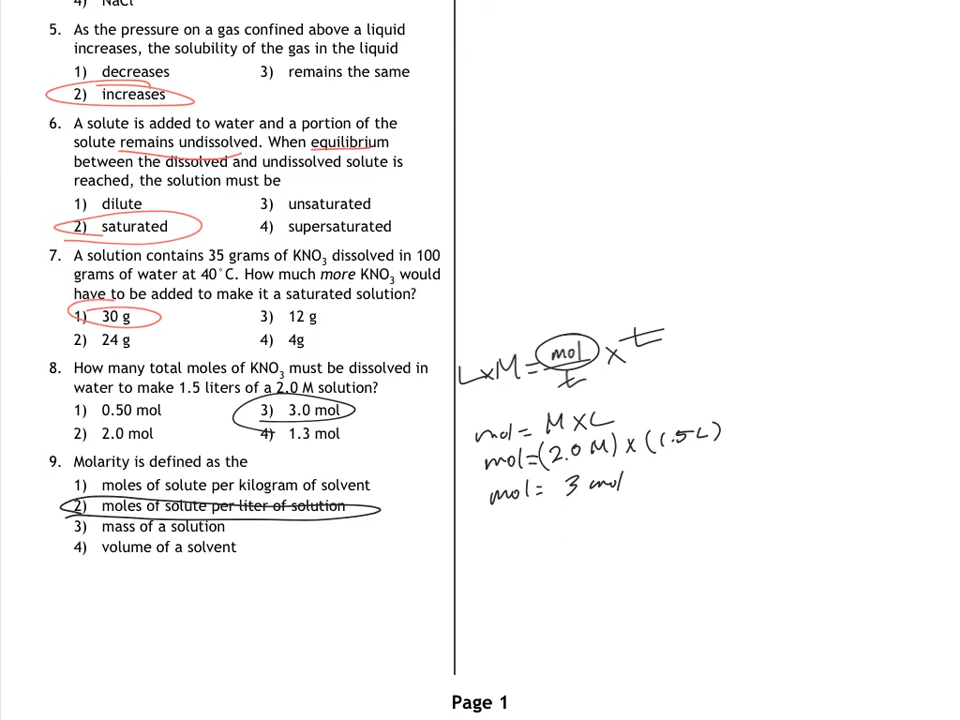 4) NaCl
5. As the pressure on a gas confined above a liquid
increases, the solubility of the gas in the liquid
1) decreases 3) remains the same
2) increases
6. A solute is added to water and a portion of the
solute remains undissolved. When equilibrium
between the dissolved and undissolved solute is
reached, the solution must be
1) dilute 3) unsaturated
2) saturated 4) supersaturated
7. A solution contains 35 grams of KNO₃ dissolved in 100
grams of water at 40°C. How much more KNO₃ would
have to be added to make it a saturated solution?
1) 30 g 3) 12 g
2) 24 g 4) 4g
8. How many total moles of KNO₃ must be dissolved in
water to make 1.5 liters of a 2.0 M solution?
1) 0.50 mol 3) 3.0 mol
2) 2.0 mol 4) 1.3 mol
9. Molarity is defined as the
1) moles of solute per kilogram of solvent
2) moles of solute per liter of solution
3) mass of a solution
4) volume of a solvent
L×M = mol/L × L
mol = M×L
mol=(2.0 M) × (1.5 L)
mol= 3 mol
Page 1